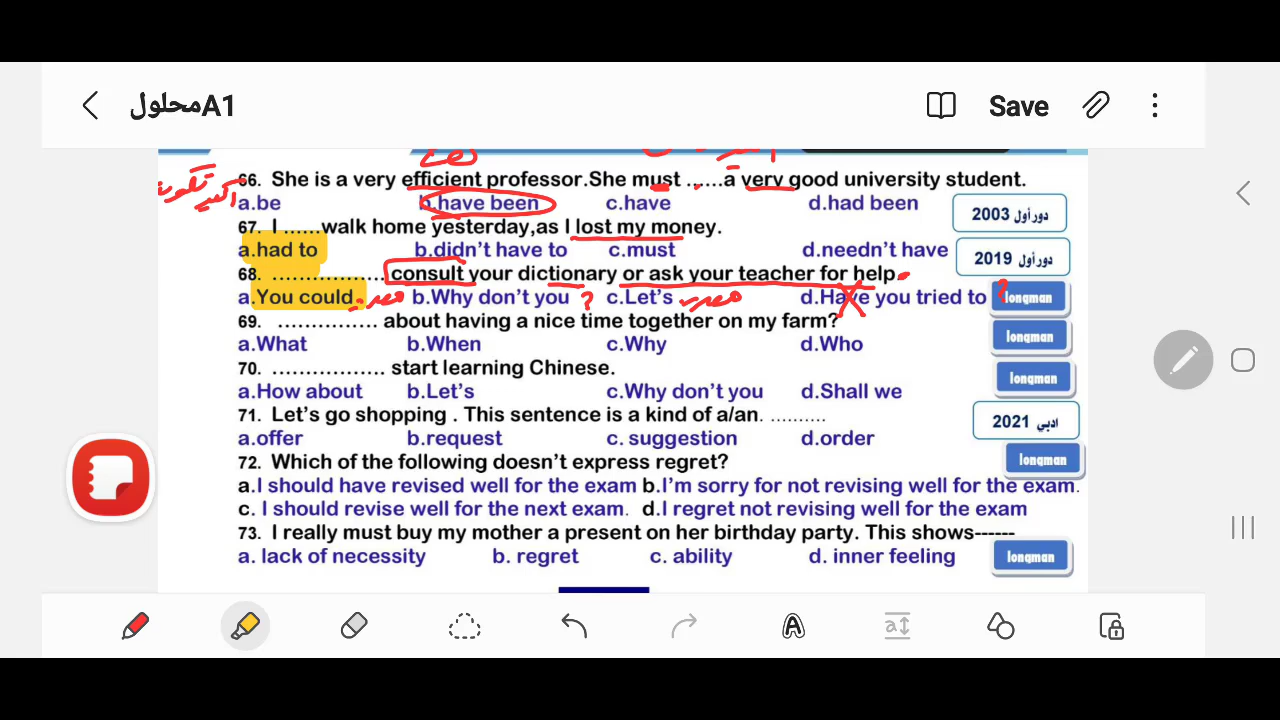 محلول A1
Save
66. She is a very efficient professor.She must ......a very good university student.
a.be b.have been c.have d.had been
دور أول 2003
67. I ......walk home yesterday,as I lost my money.
a.had to b.didn't have to c.must d.needn't have
دور أول 2019
68. ................. consult your dictionary or ask your teacher for help.
a.You could مصدر b.Why don't you ? c.Let's مصدر d.Have you tried to ? longman
69. ............... about having a nice time together on my farm?
a.What b.When c.Why d.Who
longman
70. ................ start learning Chinese.
a.How about b.Let's c.Why don't you d.Shall we
longman
71. Let's go shopping . This sentence is a kind of a/an. ..........
a.offer b.request c. suggestion d.order
ادبي 2021
72. Which of the following doesn't express regret?
longman
a.I should have revised well for the exam b.I'm sorry for not revising well for the exam.
c. I should revise well for the next exam. d.I regret not revising well for the exam
73. I really must buy my mother a present on her birthday party. This shows------
a. lack of necessity b. regret c. ability d. inner feeling
longman